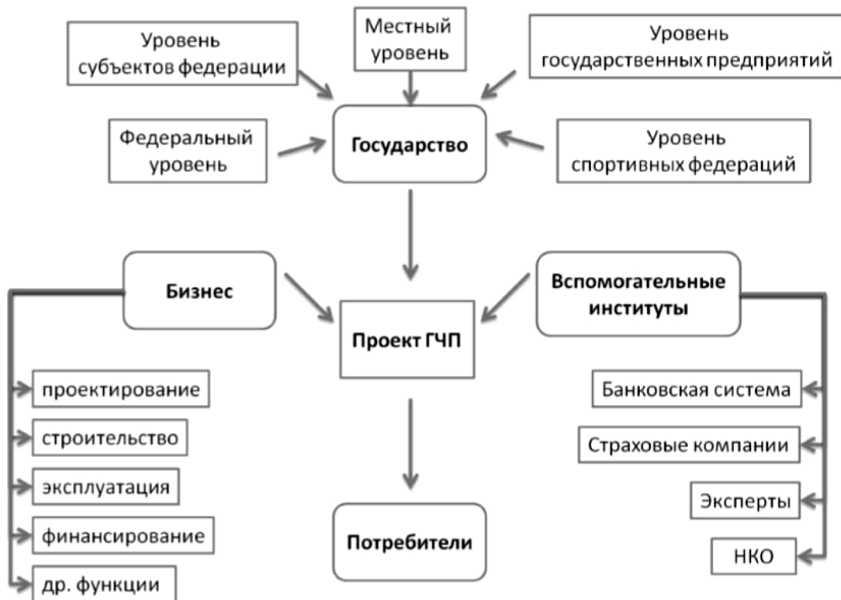 Уровень
субъектов федерации
Местный
уровень
Уровень
государственных предприятий
Федеральный
уровень
Государство
Уровень
спортивных федераций
Бизнес
Вспомогательные
институты
Проект ГЧП
проектирование
строительство
эксплуатация
финансирование
др. функции
Банковская система
Страховые компании
Эксперты
НКО
Потребители